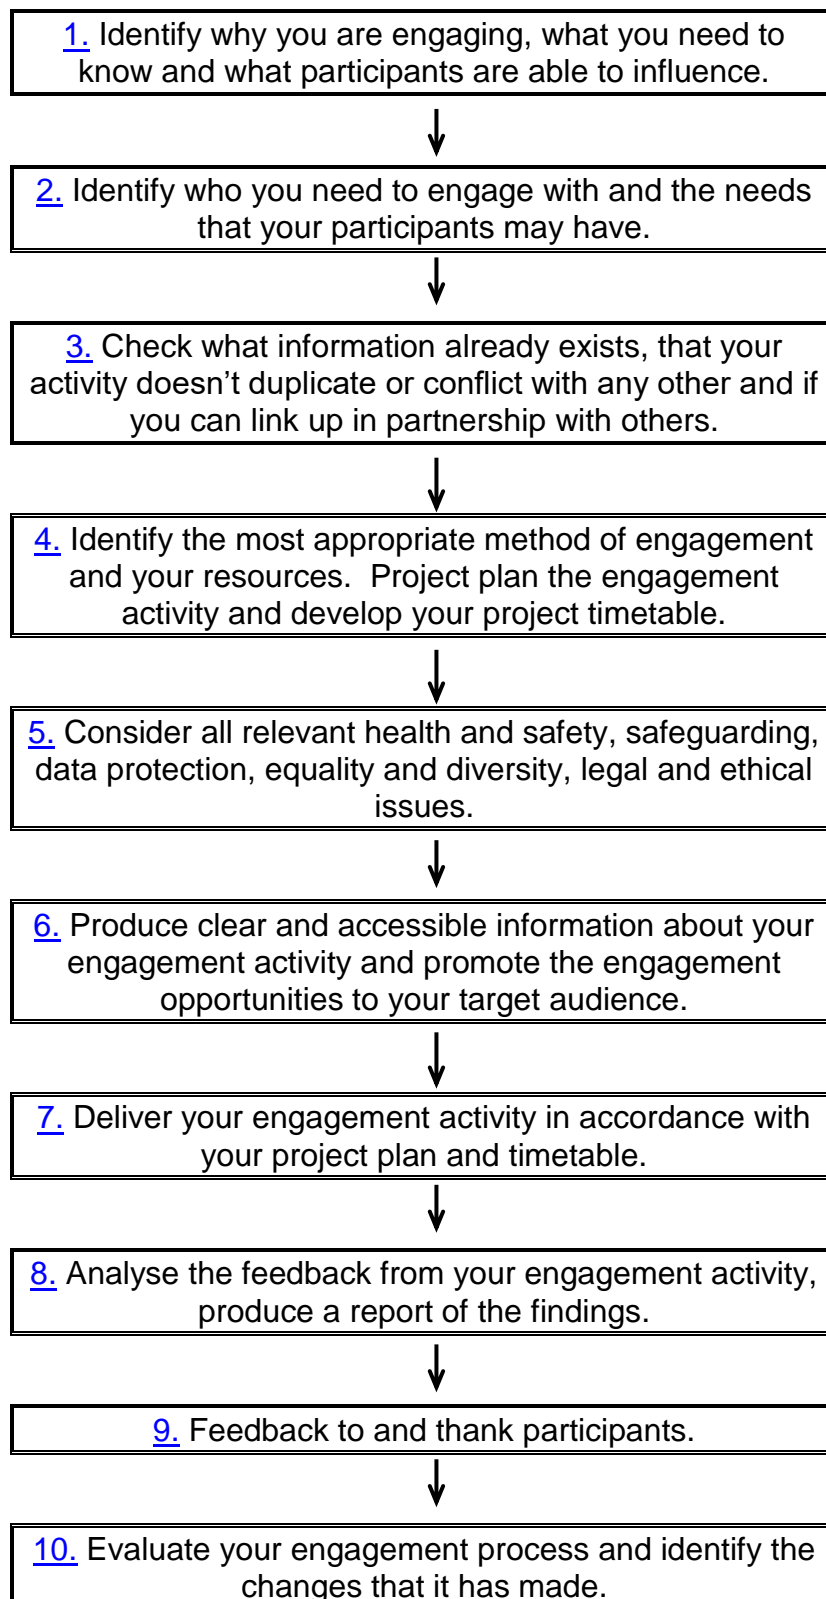 1. Identify why you are engaging, what you need to
know and what participants are able to influence.
2. Identify who you need to engage with and the needs
that your participants may have.
3. Check what information already exists, that your
activity doesn’t duplicate or conflict with any other and if
you can link up in partnership with others.
4. Identify the most appropriate method of engagement
and your resources.  Project plan the engagement
activity and develop your project timetable.
5. Consider all relevant health and safety, safeguarding,
data protection, equality and diversity, legal and ethical
issues.
6. Produce clear and accessible information about your
engagement activity and promote the engagement
opportunities to your target audience.
7. Deliver your engagement activity in accordance with
your project plan and timetable.
8. Analyse the feedback from your engagement activity,
produce a report of the findings.
9. Feedback to and thank participants.
10. Evaluate your engagement process and identify the
changes that it has made.